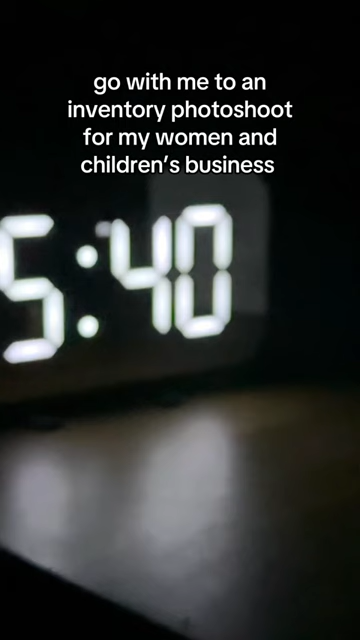 go with me to an
inventory photoshoot
for my women and
children’s business
5:40